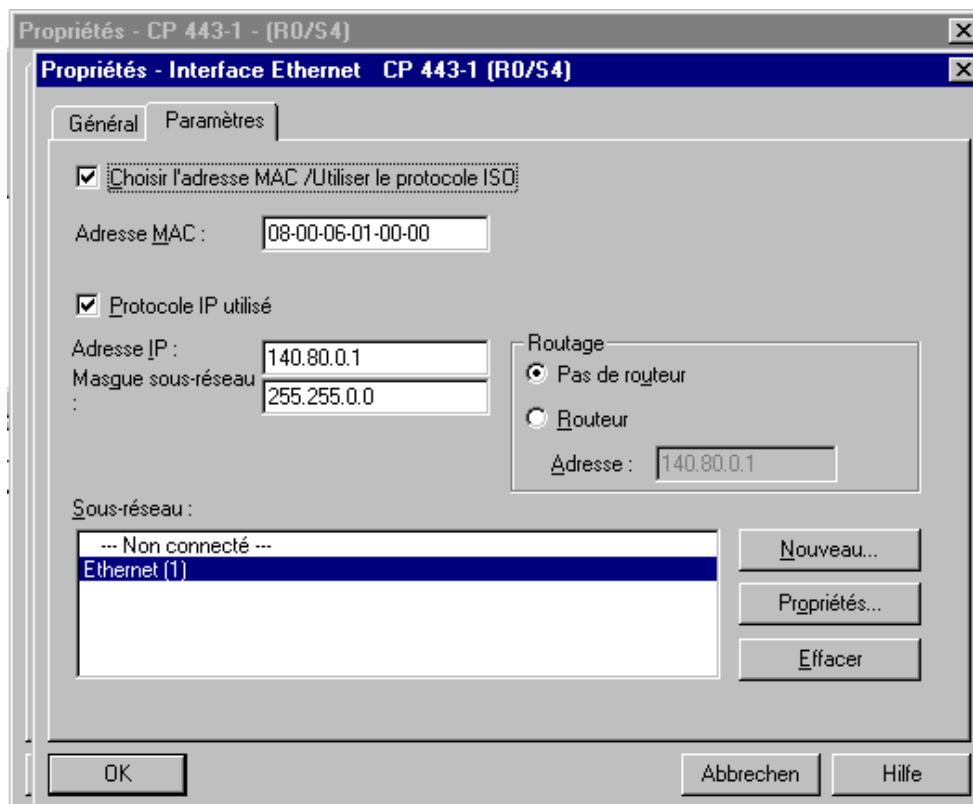 Propriétés - CP 443-1 - (R0/S4)
Propriétés - Interface Ethernet CP 443-1 (R0/S4)
Général
Paramètres
Choisir l'adresse MAC /Utiliser le protocole ISO
Adresse MAC :
08-00-06-01-00-00
Protocole IP utilisé
Adresse IP :
140.80.0.1
Masgue sous-réseau
:
255.255.0.0
Routage
Pas de routeur
Routeur
Adresse :
140.80.0.1
Sous-réseau :
--- Non connecté ---
Ethernet (1)
Nouveau...
Propriétés...
Effacer
OK
Abbrechen
Hilfe